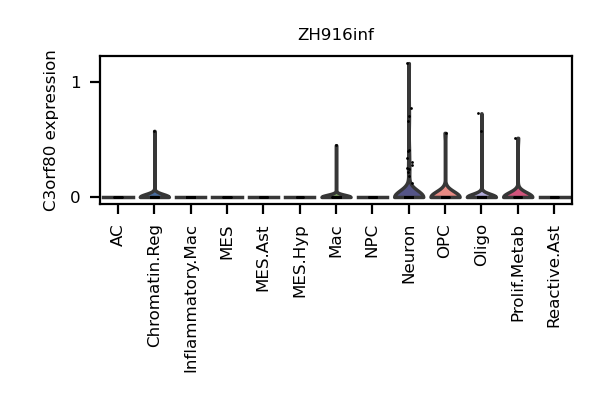 ZH916inf
C3orf80 expression
1
0
AC
Chromatin.Reg
Inflammatory.Mac
MES
MES.Ast
MES.Hyp
Mac
NPC
Neuron
OPC
Oligo
Prolif.Metab
Reactive.Ast